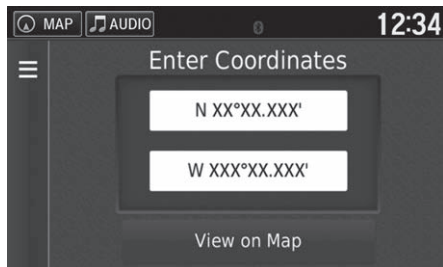 MAP AUDIO 12:34
Enter Coordinates
N XX°XX.XXX'
W XXX°XX.XXX'
View on Map